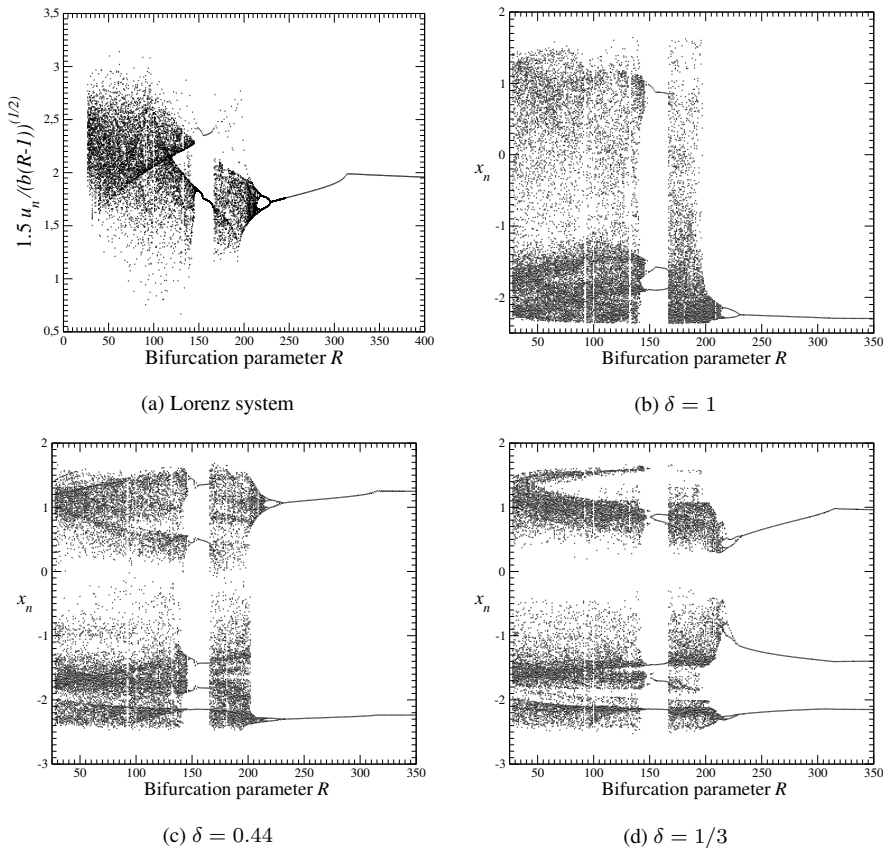 3,5
3
2,5
2
1,5
1
0,5
1.5 u_n /(b(R-1))^(1/2)
0 50 100 150 200 250 300 350 400
Bifurcation parameter R
(a) Lorenz system
2
1
0
-1
-2
x_n
50 100 150 200 250 300 350
Bifurcation parameter R
(b) δ = 1
2
1
0
-1
-2
-3
x_n
50 100 150 200 250 300 350
Bifurcation parameter R
(c) δ = 0.44
2
1
0
-1
-2
-3
x_n
50 100 150 200 250 300 350
Bifurcation parameter R
(d) δ = 1/3